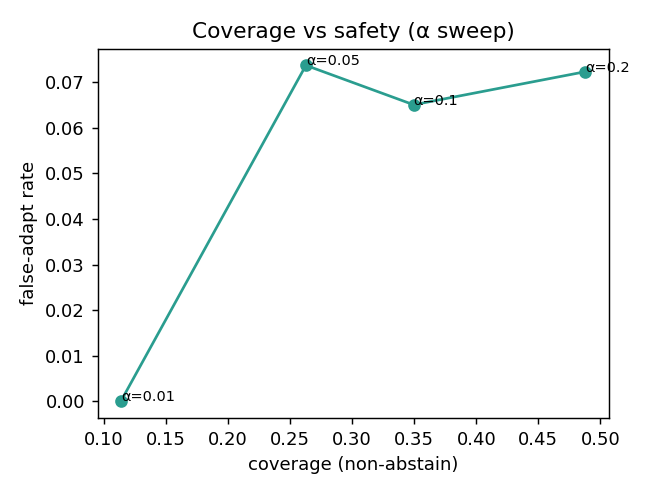 Coverage vs safety (α sweep)
false-adapt rate
0.07
0.06
0.05
0.04
0.03
0.02
0.01
0.00
α=0.05
α=0.2
α=0.1
α=0.01
0.10 0.15 0.20 0.25 0.30 0.35 0.40 0.45 0.50
coverage (non-abstain)